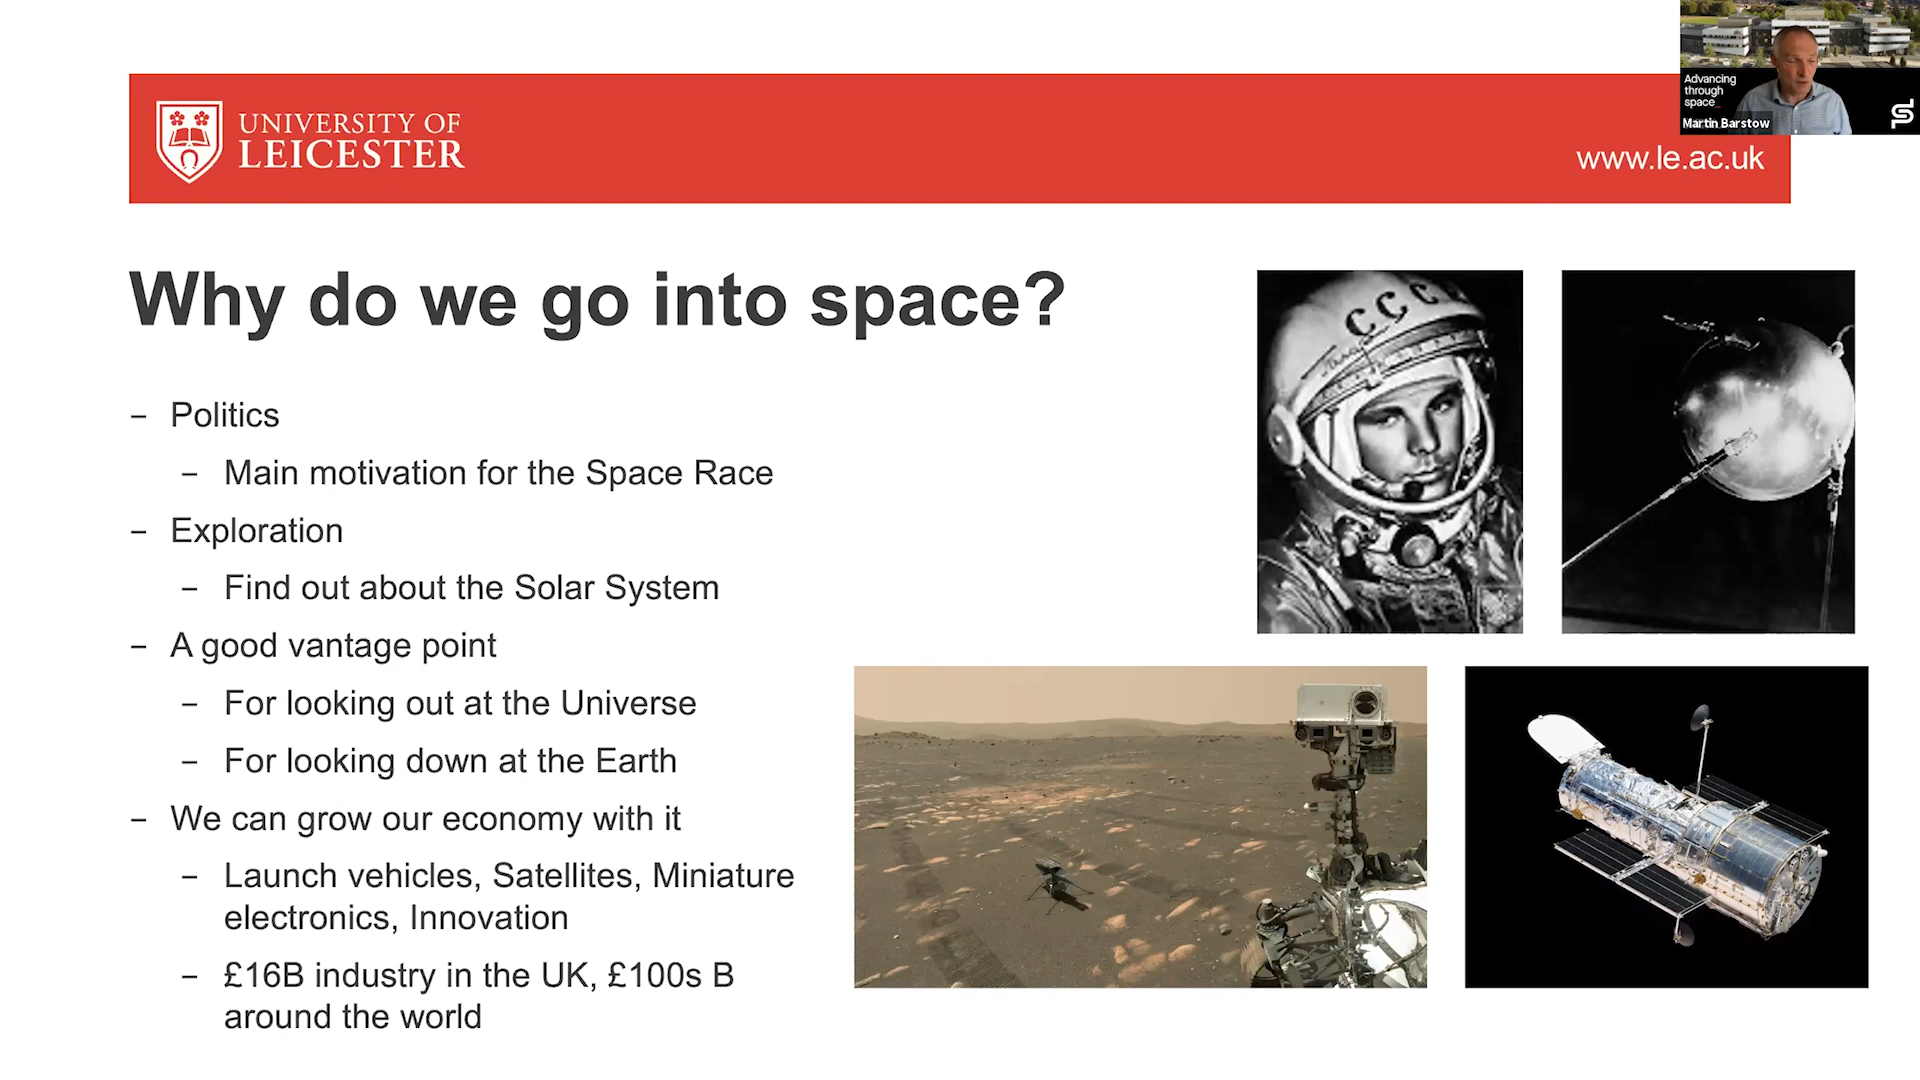 Advancing
through
space_
Martin Barstow
UNIVERSITY OF
LEICESTER
www.le.ac.uk
Why do we go into space?
– Politics
– Main motivation for the Space Race
– Exploration
– Find out about the Solar System
– A good vantage point
– For looking out at the Universe
– For looking down at the Earth
– We can grow our economy with it
– Launch vehicles, Satellites, Miniature
electronics, Innovation
– £16B industry in the UK, £100s B
around the world
CCCP